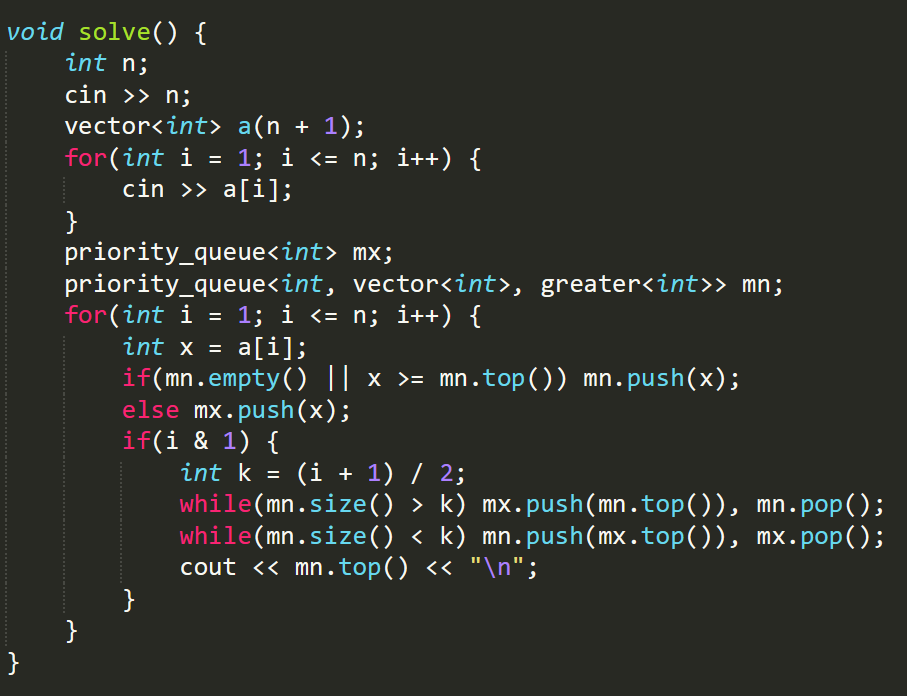 void solve() {
    int n;
    cin >> n;
    vector<int> a(n + 1);
    for(int i = 1; i <= n; i++) {
        cin >> a[i];
    }
    priority_queue<int> mx;
    priority_queue<int, vector<int>, greater<int>> mn;
    for(int i = 1; i <= n; i++) {
        int x = a[i];
        if(mn.empty() || x >= mn.top()) mn.push(x);
        else mx.push(x);
        if(i & 1) {
            int k = (i + 1) / 2;
            while(mn.size() > k) mx.push(mn.top()), mn.pop();
            while(mn.size() < k) mn.push(mx.top()), mx.pop();
            cout << mn.top() << "\n";
        }
    }
}